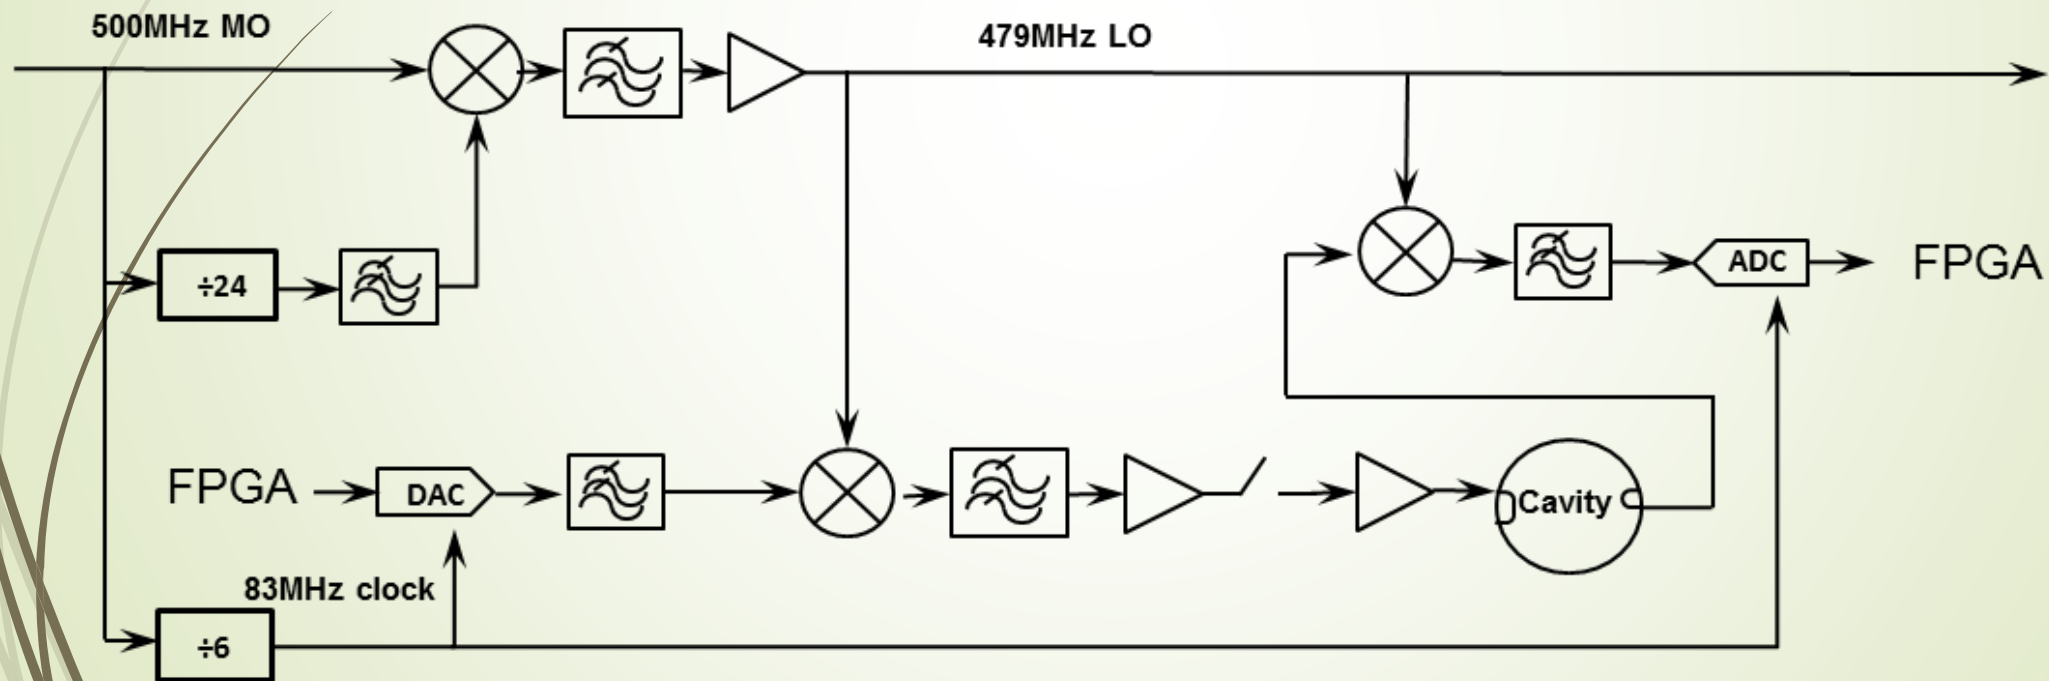 500MHz MO
479MHz LO
÷24
ADC
FPGA
FPGA
DAC
Cavity
83MHz clock
÷6